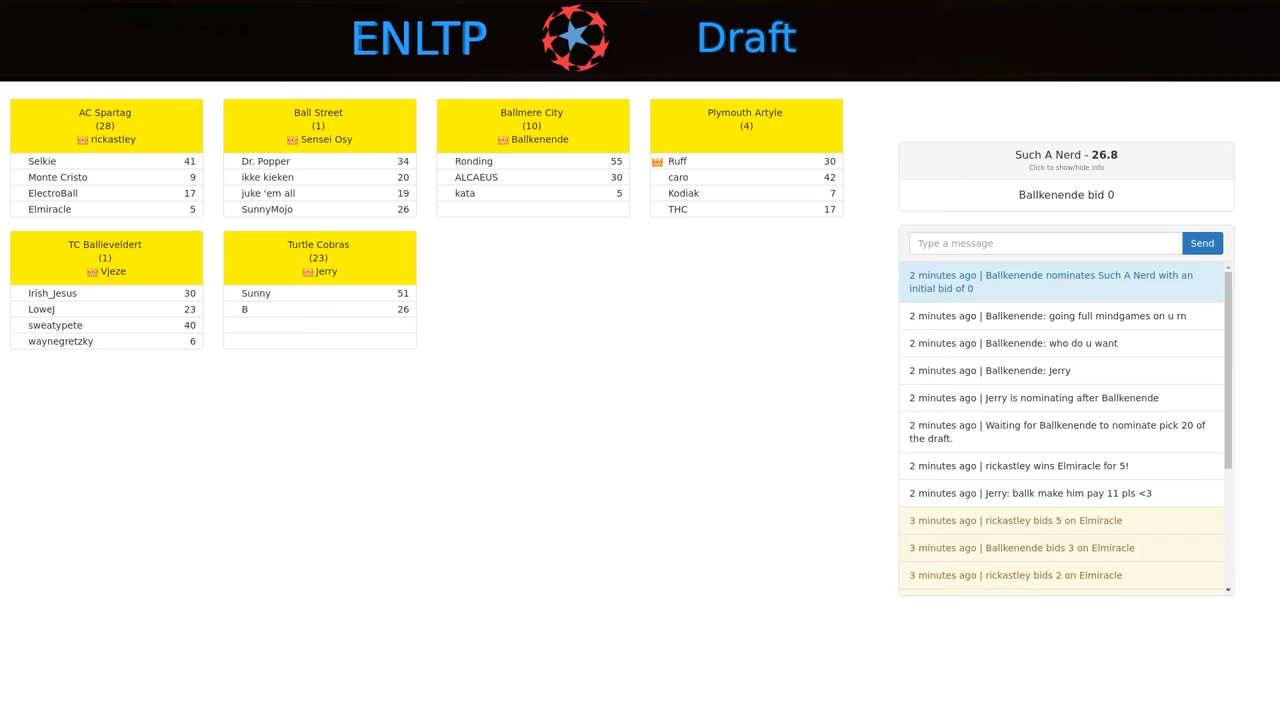 ENLTP Draft
AC Spartag
(28)
rickastley
Selkie 41
Monte Cristo 9
ElectroBall 17
Elmiracle 5
Ball Street
(1)
Sensei Osy
Dr. Popper 34
ikke kieken 20
juke 'em all 19
SunnyMojo 26
Ballmere City
(10)
Ballkenende
Ronding 55
ALCAEUS 30
kata 5
Plymouth Artyle
(4)
Ruff 30
caro 42
Kodiak 7
THC 17
TC Ballieveldert
(1)
Vjeze
Irish_Jesus 30
LoweJ 23
sweatypete 40
waynegretzky 6
Turtle Cobras
(23)
Jerry
Sunny 51
B 26
Such A Nerd - 26.8
Click to show/hide info
Ballkenende bid 0
Type a message Send
2 minutes ago | Ballkenende nominates Such A Nerd with an
initial bid of 0
2 minutes ago | Ballkenende: going full mindgames on u rn
2 minutes ago | Ballkenende: who do u want
2 minutes ago | Ballkenende: Jerry
2 minutes ago | Jerry is nominating after Ballkenende
2 minutes ago | Waiting for Ballkenende to nominate pick 20 of
the draft.
2 minutes ago | rickastley wins Elmiracle for 5!
2 minutes ago | Jerry: ballk make him pay 11 pls <3
3 minutes ago | rickastley bids 5 on Elmiracle
3 minutes ago | Ballkenende bids 3 on Elmiracle
3 minutes ago | rickastley bids 2 on Elmiracle